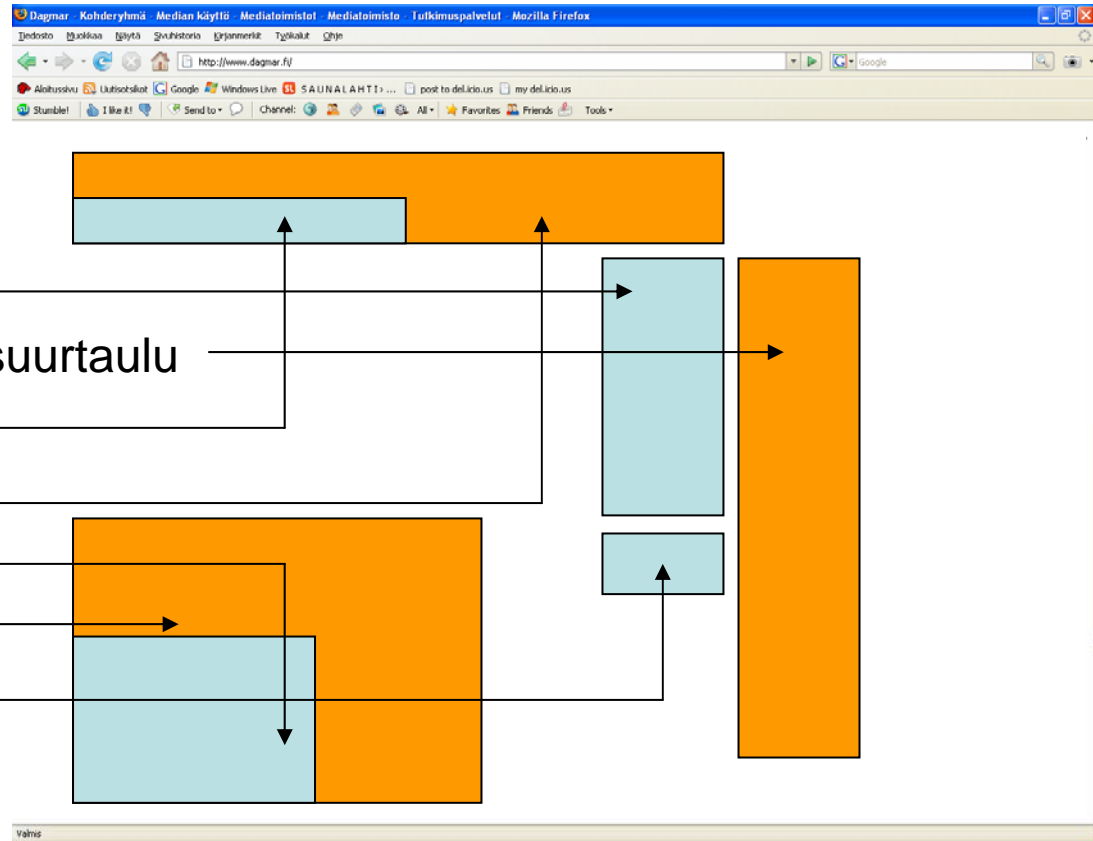 Dagmar - Kohderyhmä - Median käyttö - Mediatoimistot - Mediatoimisto - Tutkimuspalvelut - Mozilla Firefox
Tiedosto Muokkaa Näytä Sivuhistoria Kirjanmerkit Työkalut Ohje
http://www.dagmar.fi/ G Google
Aloitussivu Uutisotsikot G Google Windows Live SU S A U N A L A H T I > ... post to del.icio.us my del.icio.us
Stumble! I like it! Send to Channel: All Favorites Friends Tools
suurtaulu
Valmis